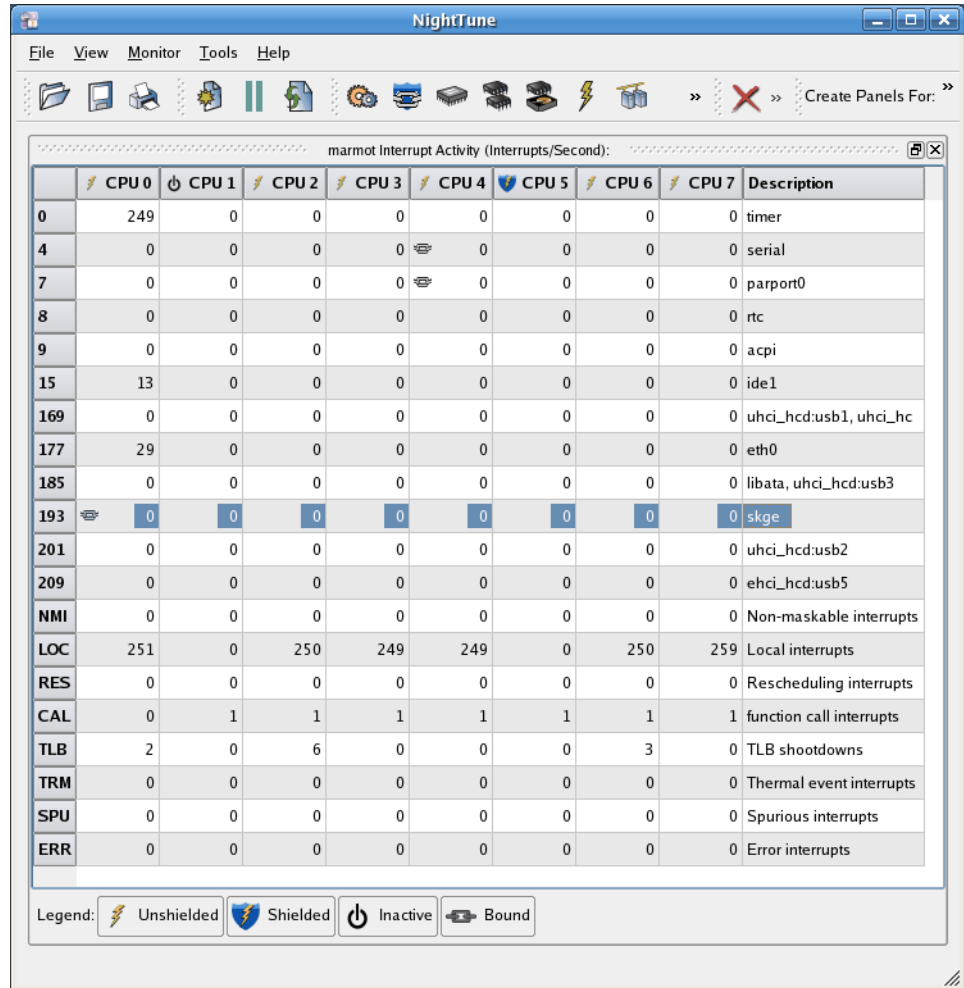 NightTune
File View Monitor Tools Help
» » Create Panels For: »
marmot Interrupt Activity (Interrupts/Second):
CPU 0 CPU 1 CPU 2 CPU 3 CPU 4 CPU 5 CPU 6 CPU 7 Description
0 249 0 0 0 0 0 0 0 timer
4 0 0 0 0 0 0 0 0 serial
7 0 0 0 0 0 0 0 0 parport0
8 0 0 0 0 0 0 0 0 rtc
9 0 0 0 0 0 0 0 0 acpi
15 13 0 0 0 0 0 0 0 ide1
169 0 0 0 0 0 0 0 0 uhci_hcd:usb1, uhci_hc
177 29 0 0 0 0 0 0 0 eth0
185 0 0 0 0 0 0 0 0 libata, uhci_hcd:usb3
193 0 0 0 0 0 0 0 0 skge
201 0 0 0 0 0 0 0 0 uhci_hcd:usb2
209 0 0 0 0 0 0 0 0 ehci_hcd:usb5
NMI 0 0 0 0 0 0 0 0 Non-maskable interrupts
LOC 251 0 250 249 249 0 250 259 Local interrupts
RES 0 0 0 0 0 0 0 0 Rescheduling interrupts
CAL 0 1 1 1 1 1 1 1 function call interrupts
TLB 2 0 6 0 0 0 3 0 TLB shootdowns
TRM 0 0 0 0 0 0 0 0 Thermal event interrupts
SPU 0 0 0 0 0 0 0 0 Spurious interrupts
ERR 0 0 0 0 0 0 0 0 Error interrupts
Legend: Unshielded Shielded Inactive Bound